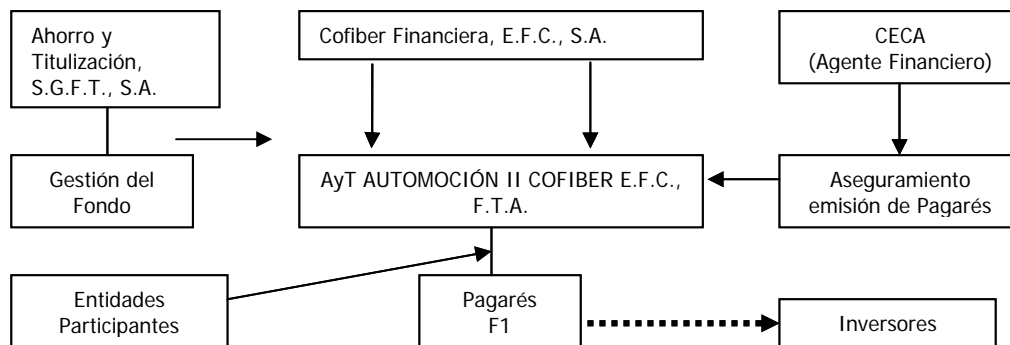 Ahorro y
Titulización,
S.G.F.T., S.A.
Cofiber Financiera, E.F.C., S.A.
CECA
(Agente Financiero)
Gestión del
Fondo
AyT AUTOMOCIÓN II COFIBER E.F.C.,
F.T.A.
Aseguramiento
emisión de Pagarés
Entidades
Participantes
Pagarés
F1
Inversores